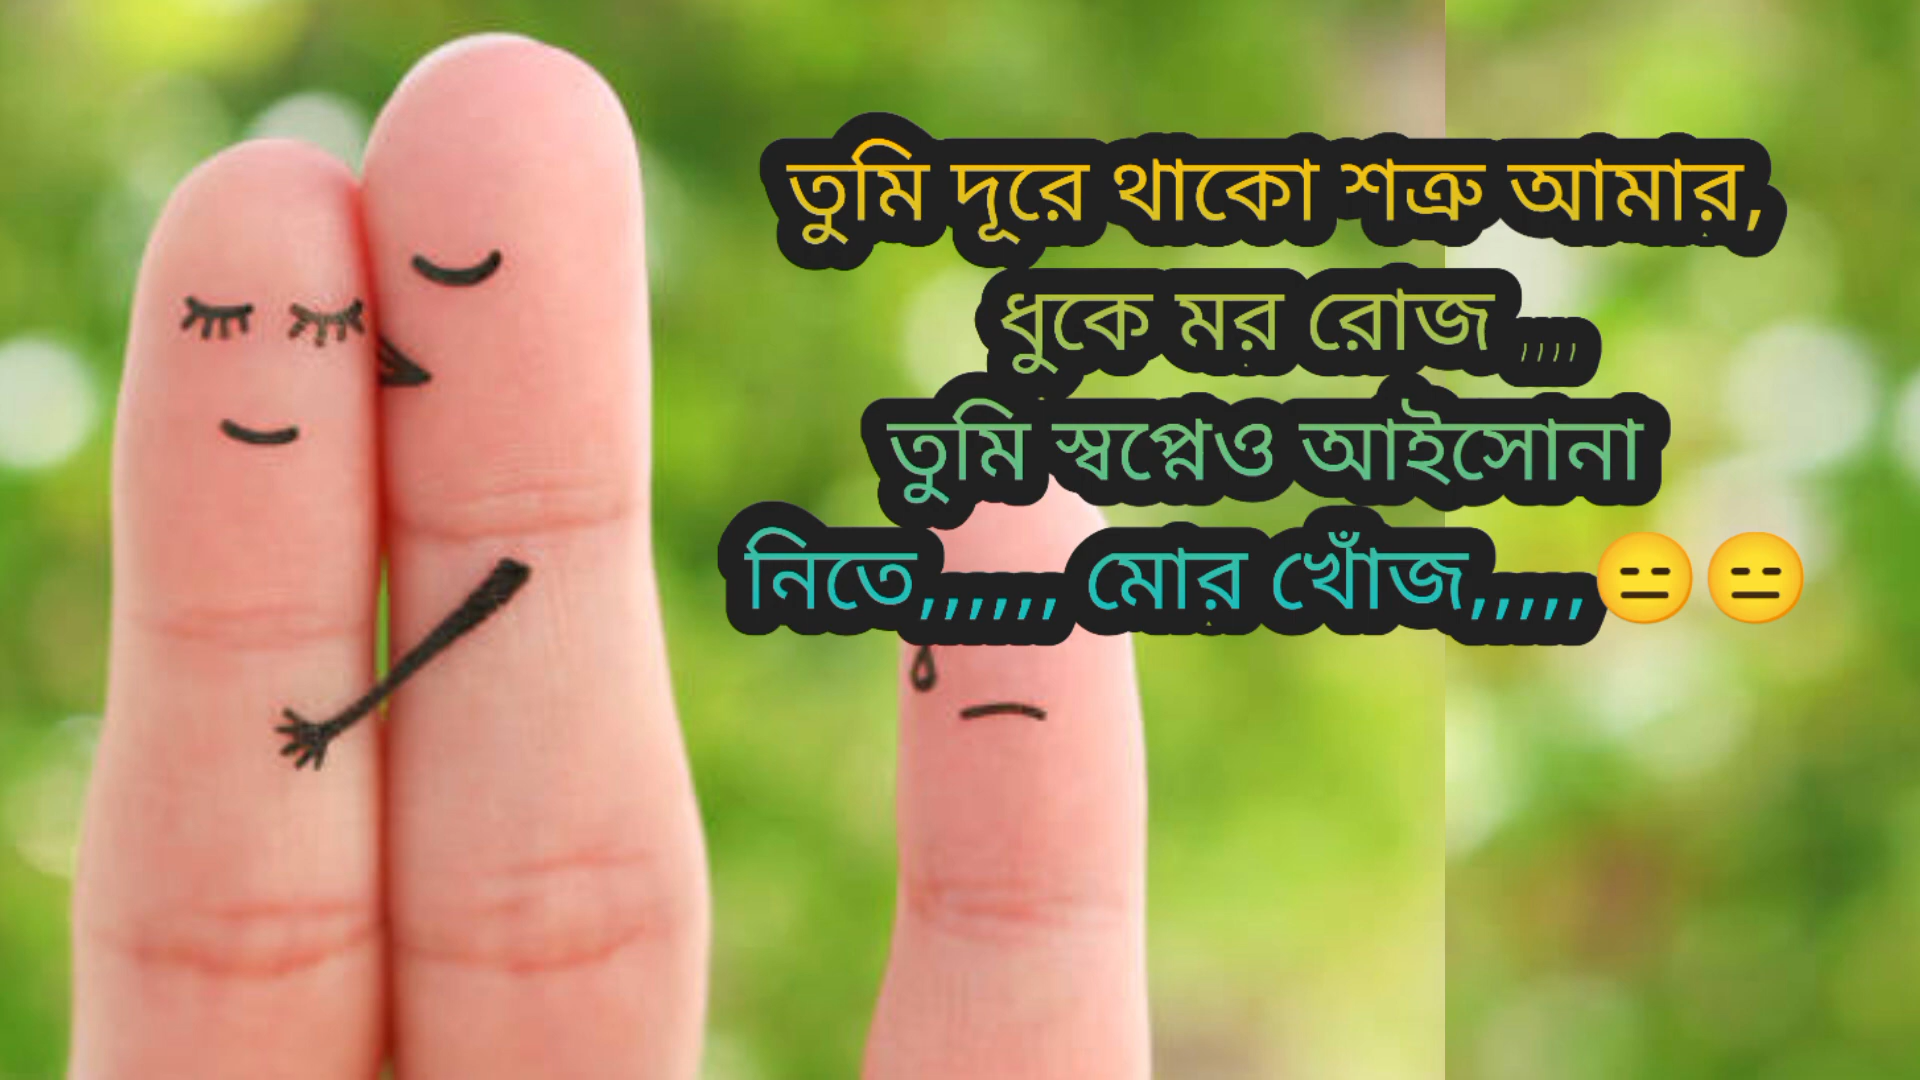 তুমি দূরে থাকো শত্রু আমার,
ধুকে মর রোজ ,,,,
তুমি স্বপ্নেও আইসোনা
নিতে,,,,,, মোর খোঁজ,,,,,😑😑